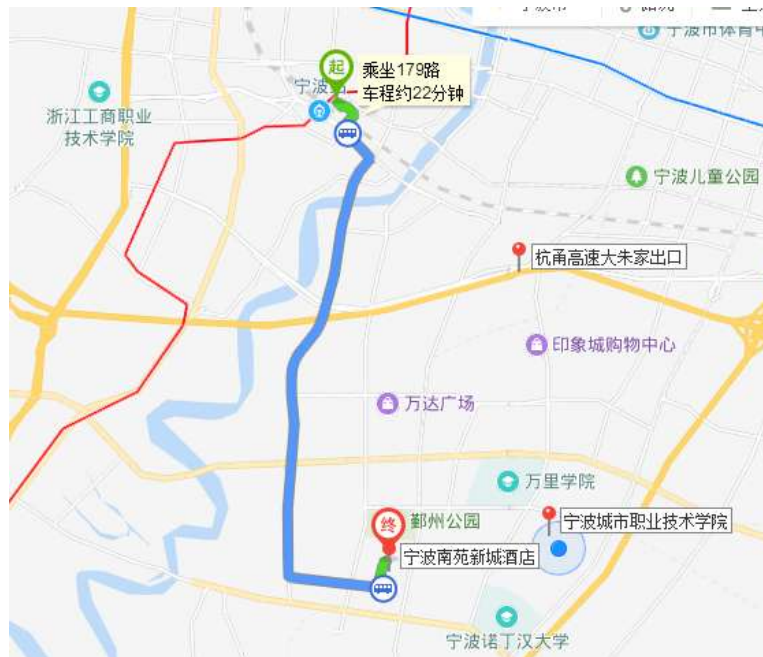 宁波市体育中
起
乘坐179路
车程约22分钟
宁波
浙江工商职业
技术学院
宁波儿童公园
杭甬高速大朱家出口
印象城购物中心
万达广场
万里学院
终
鄞州公园
宁波城市职业技术学院
宁波南苑新城酒店
宁波诺丁汉大学